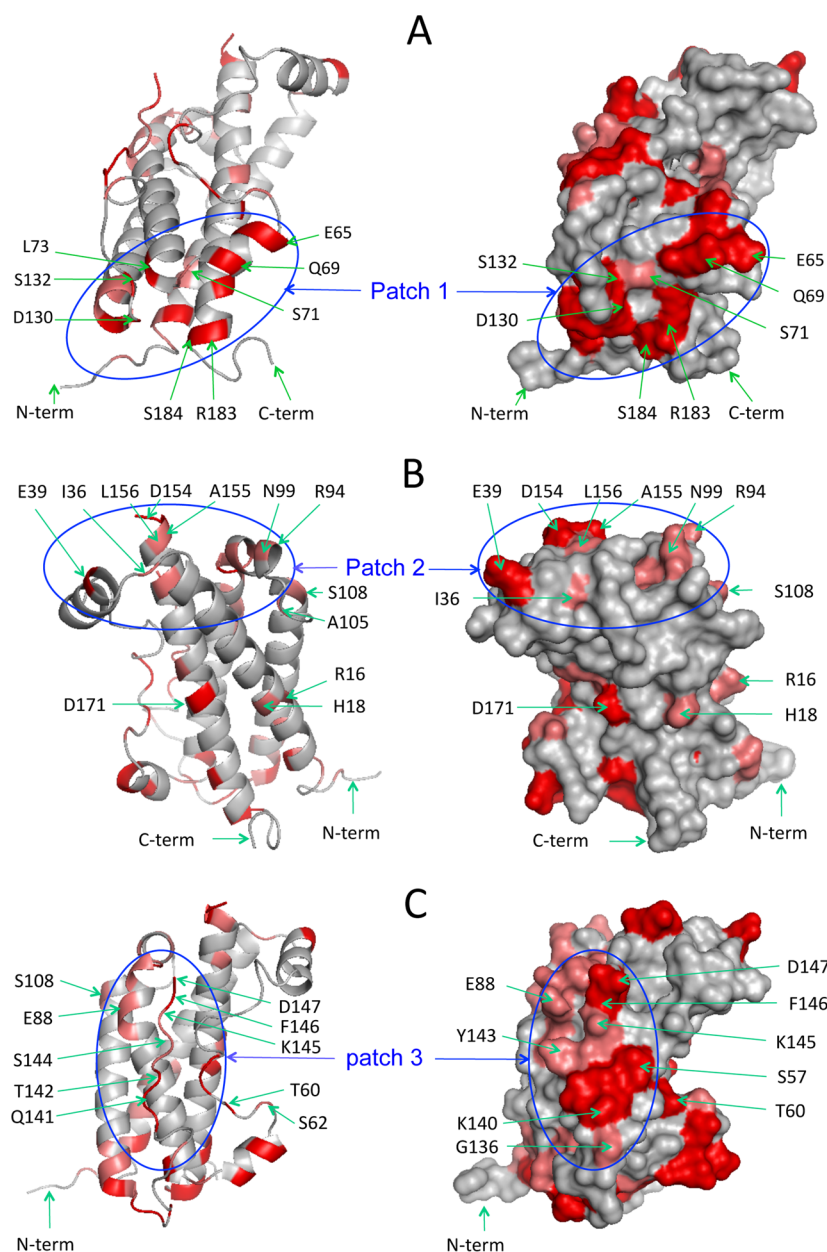 A
L73
S132
D130
E65
Q69
S71
Patch 1
N-term
S184 R183
C-term
S132
D130
E65
Q69
S71
N-term
S184 R183
C-term
B
E39 I36 L156 D154 A155 N99 R94
Patch 2
S108
A105
R16
H18
D171
C-term
N-term
E39 D154 L156 A155 N99 R94
I36
S108
D171
R16
H18
C-term
N-term
C
S108
E88
S144
T142
Q141
D147
F146
K145
patch 3
T60
S62
N-term
E88
Y143
K140
G136
D147
F146
K145
S57
T60
N-term